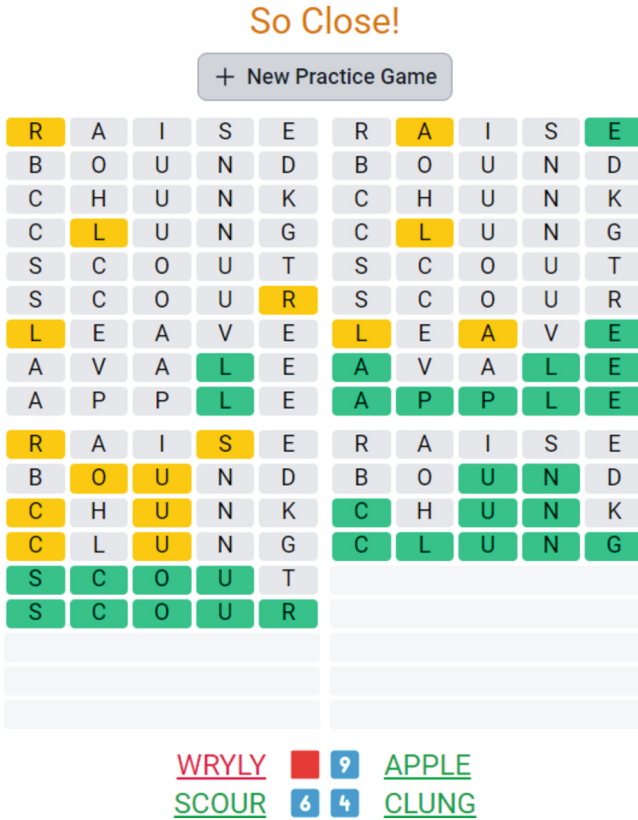 So Close!
+ New Practice Game
R A I S E R A I S E
B O U N D B O U N D
C H U N K C H U N K
C L U N G C L U N G
S C O U T S C O U T
S C O U R S C O U R
L E A V E L E A V E
A V A L E A V A L E
A P P L E A P P L E
R A I S E R A I S E
B O U N D B O U N D
C H U N K C H U N K
C L U N G C L U N G
S C O U T
S C O U R
WRYLY 9 APPLE
SCOUR 6 4 CLUNG